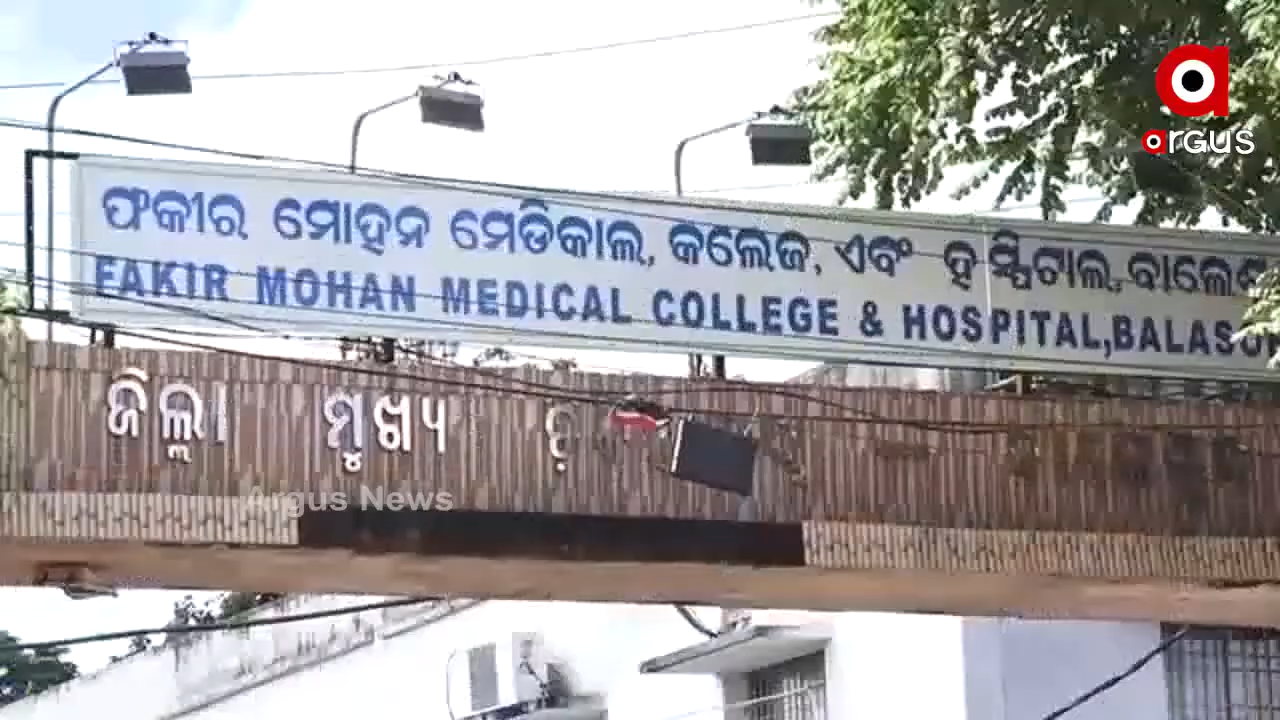 argus
ଫକୀର ମୋହନ ମେଡିକାଲ, କଲେଜ, ଏବଂ ହସ୍ପିଟାଲ,
FAKIR MOHAN MEDICAL COLLEGE & HOSPITAL,
ଜିଲ୍ଲା ମୁଖ୍ୟ
Argus News